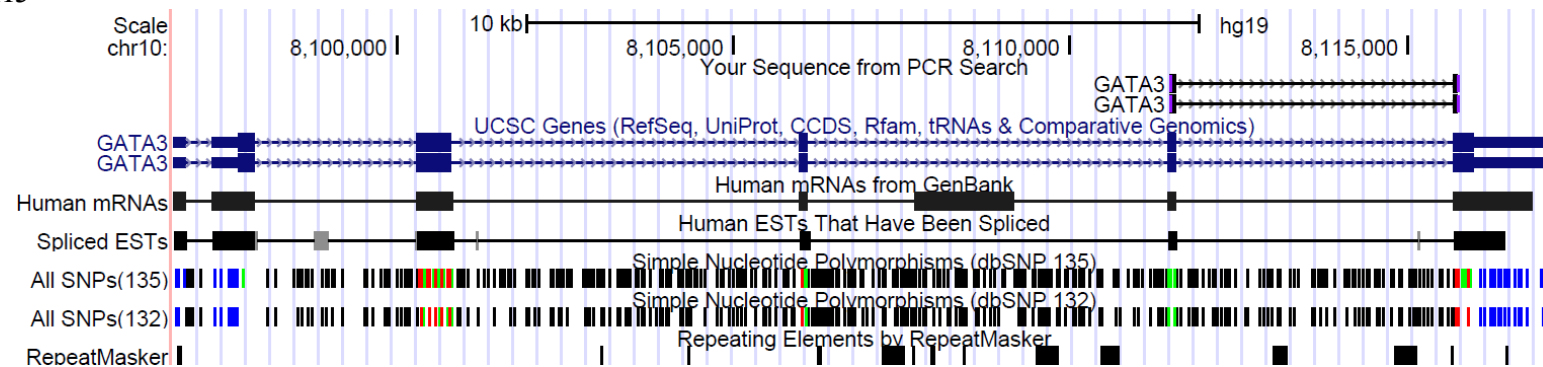 Scale 10 kb hg19
chr10: 8,100,000 8,105,000 8,110,000 8,115,000
Your Sequence from PCR Search
GATA3
GATA3
UCSC Genes (RefSeq, UniProt, CCDS, Rfam, tRNAs & Comparative Genomics)
GATA3
GATA3
Human mRNAs from GenBank
Human mRNAs
Human ESTs That Have Been Spliced
Spliced ESTs
Simple Nucleotide Polymorphisms (dbSNP 135)
All SNPs(135)
Simple Nucleotide Polymorphisms (dbSNP 132)
All SNPs(132)
Repeating Elements by RepeatMasker
RepeatMasker